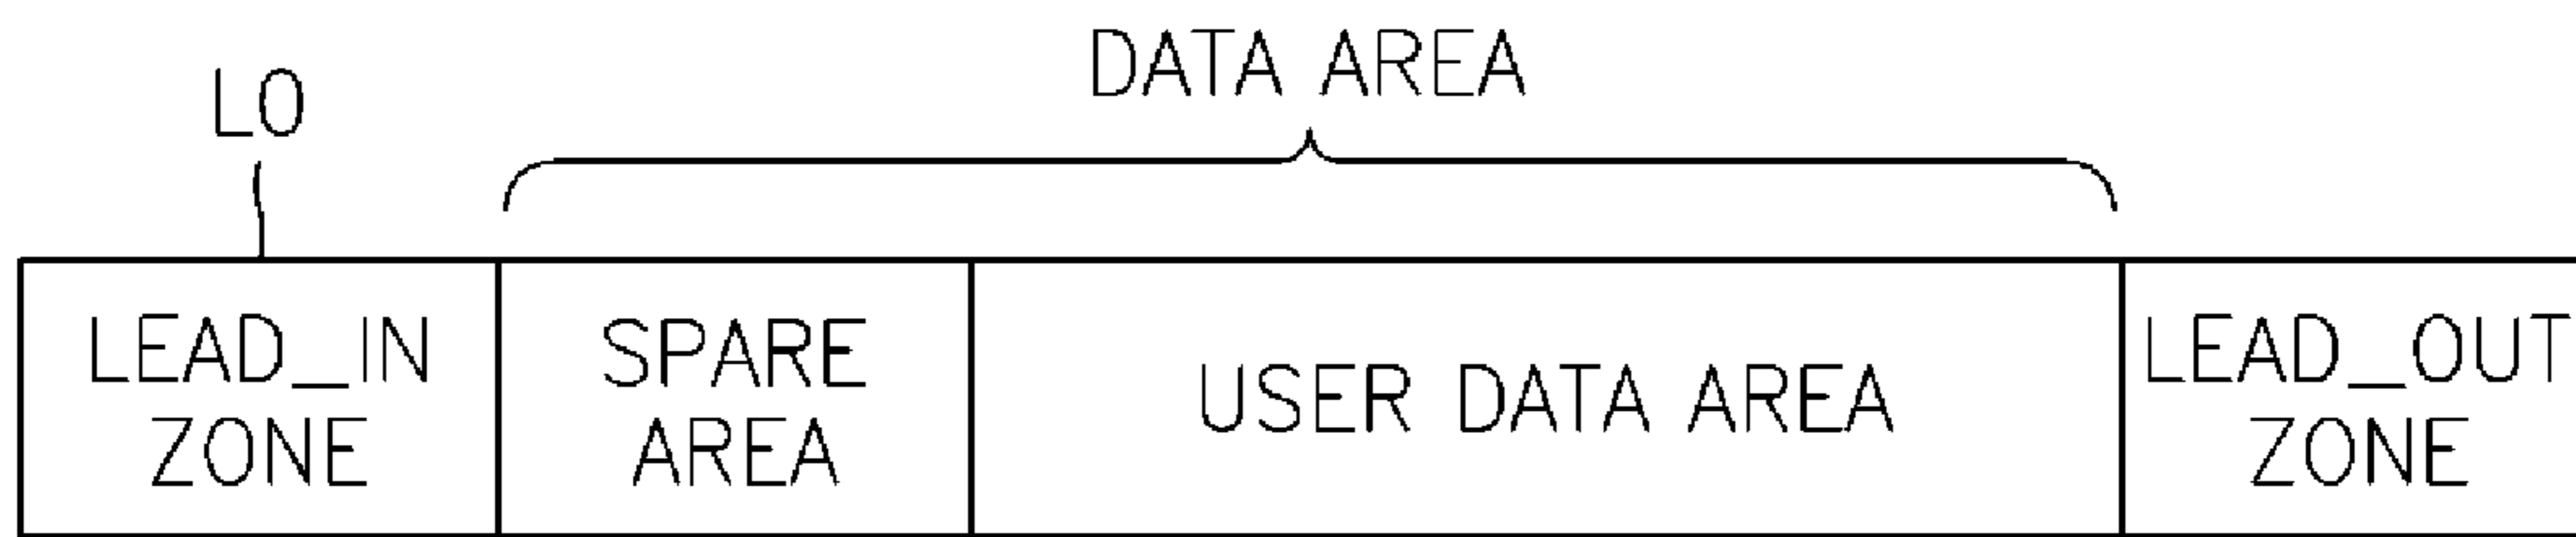 DATA AREA
L0
LEAD_IN
ZONE
SPARE
AREA
USER DATA AREA
LEAD_OUT
ZONE